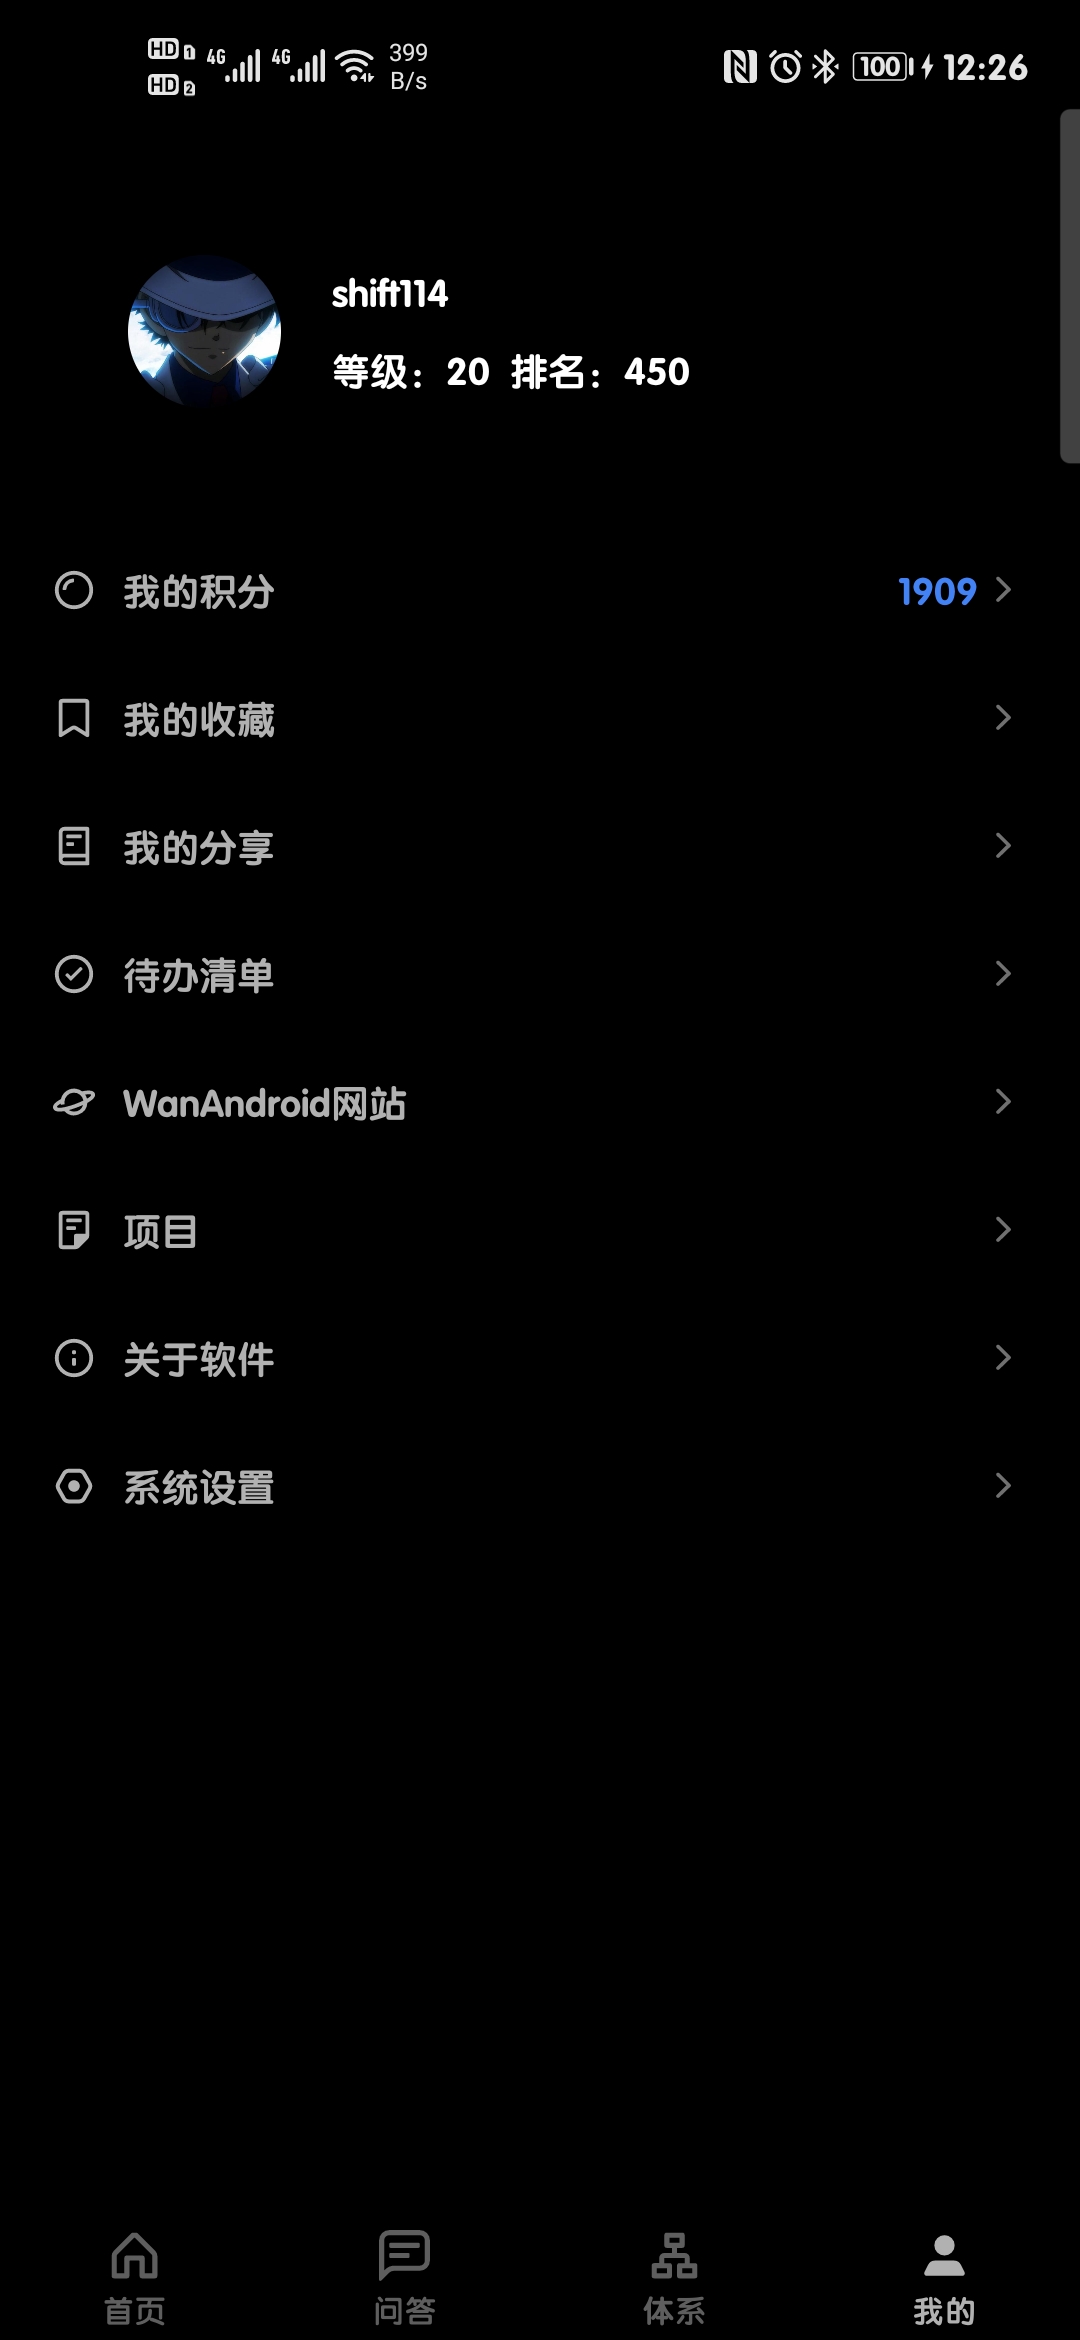 HD 1 4G 4G 399 12:26
HD 2 B/s 100
shift114
等级：20 排名：450
我的积分 1909
我的收藏
我的分享
待办清单
WanAndroid网站
项目
关于软件
系统设置
首页 问答 体系 我的